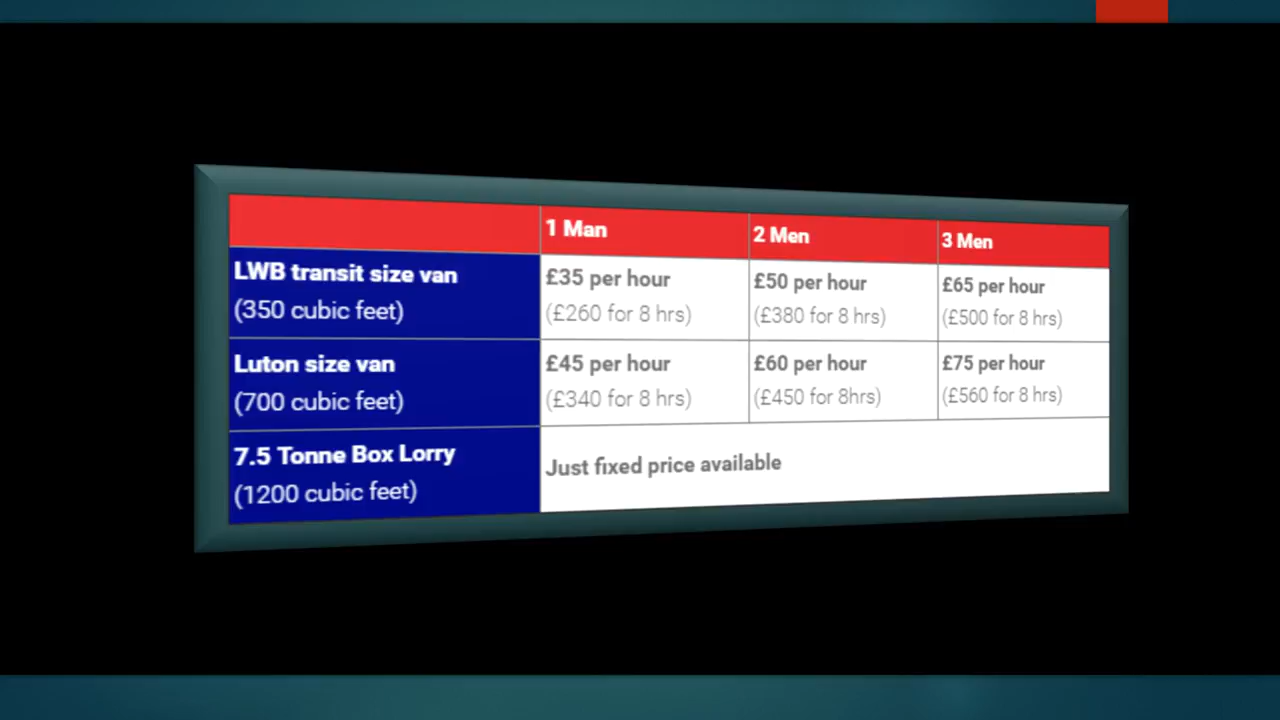 1 Man
2 Men
3 Men
LWB transit size van
(350 cubic feet)
£35 per hour
(£260 for 8 hrs)
£50 per hour
(£380 for 8 hrs)
£65 per hour
(£500 for 8 hrs)
Luton size van
(700 cubic feet)
£45 per hour
(£340 for 8 hrs)
£60 per hour
(£450 for 8hrs)
£75 per hour
(£560 for 8 hrs)
7.5 Tonne Box Lorry
(1200 cubic feet)
Just fixed price available